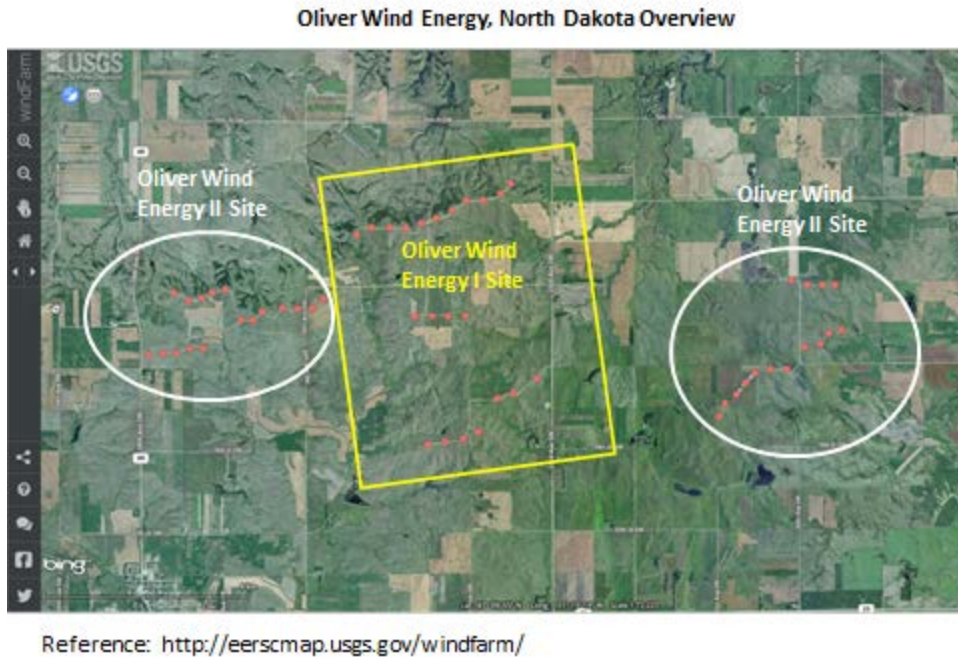 Oliver Wind Energy, North Dakota Overview
USGS
windFarm
Oliver Wind
Energy II Site
Oliver Wind
Energy I Site
Oliver Wind
Energy II Site
bing
Reference: http://eerscmap.usgs.gov/windfarm/